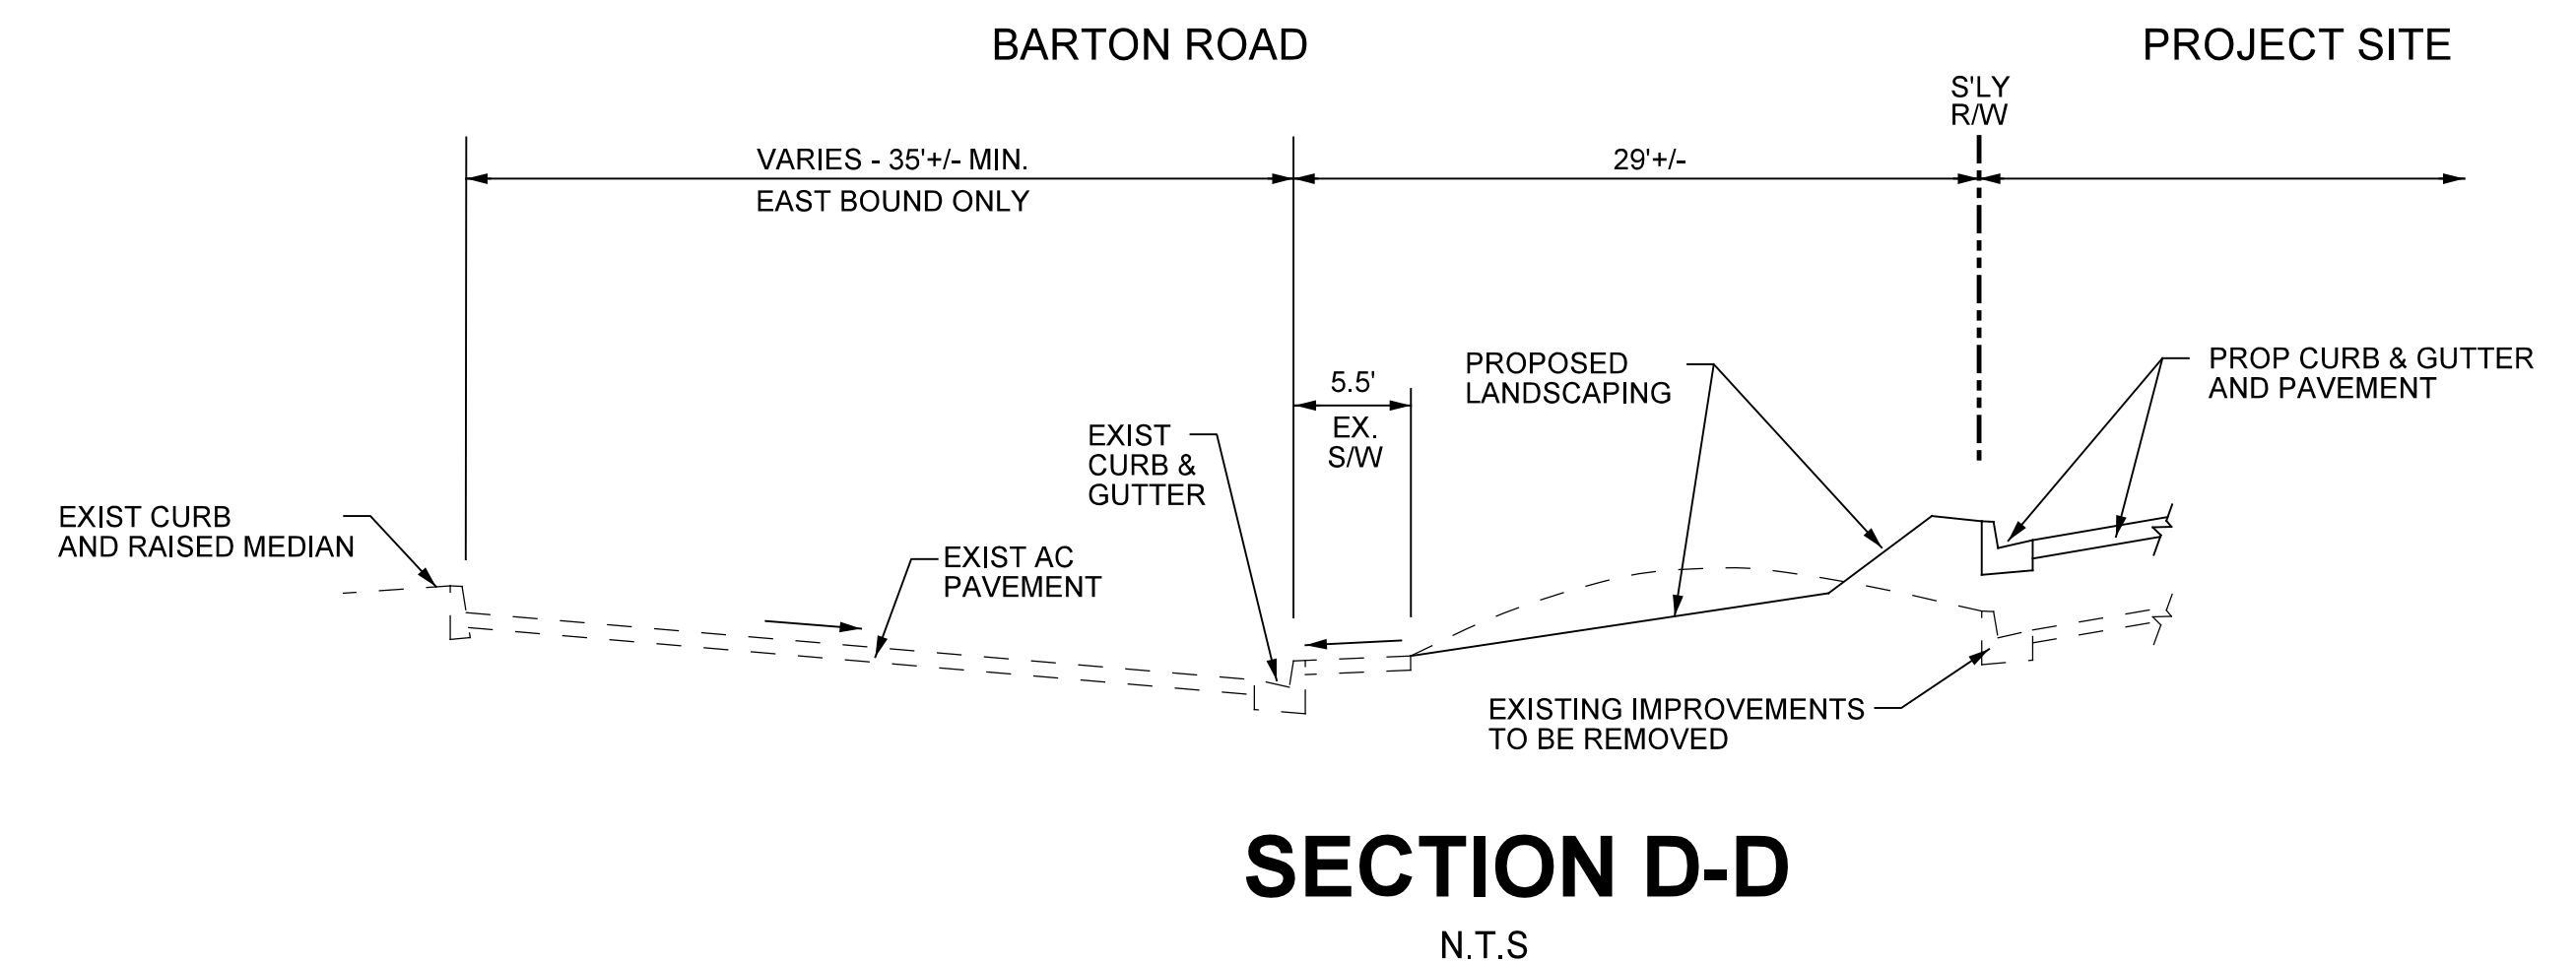 BARTON ROAD
PROJECT SITE
S'LY
R/W
VARIES - 35'+/- MIN.
EAST BOUND ONLY
29'+/-
5.5'
EX.
S/W
PROPOSED
LANDSCAPING
PROP CURB & GUTTER
AND PAVEMENT
EXIST
CURB &
GUTTER
EXIST CURB
AND RAISED MEDIAN
EXIST AC
PAVEMENT
EXISTING IMPROVEMENTS
TO BE REMOVED
SECTION D-D
N.T.S